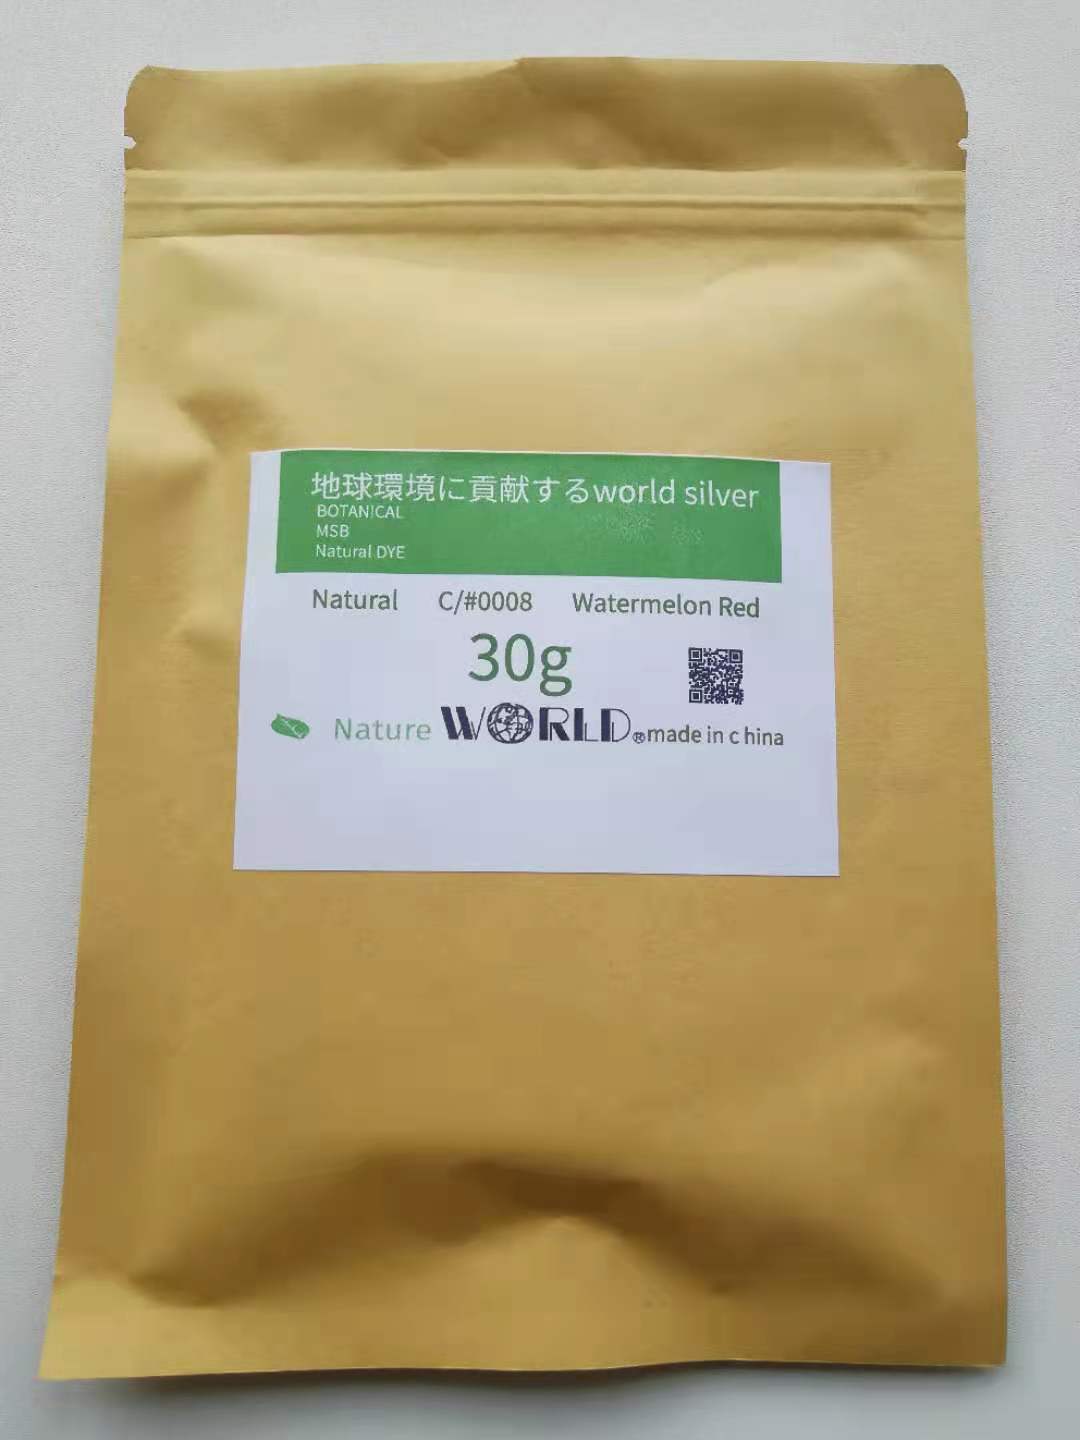 地球環境に貢献するworld silver
BOTANICAL
MSB
Natural DYE
Natural C/#0008 Watermelon Red
30g
Nature WORLD®made in c hina